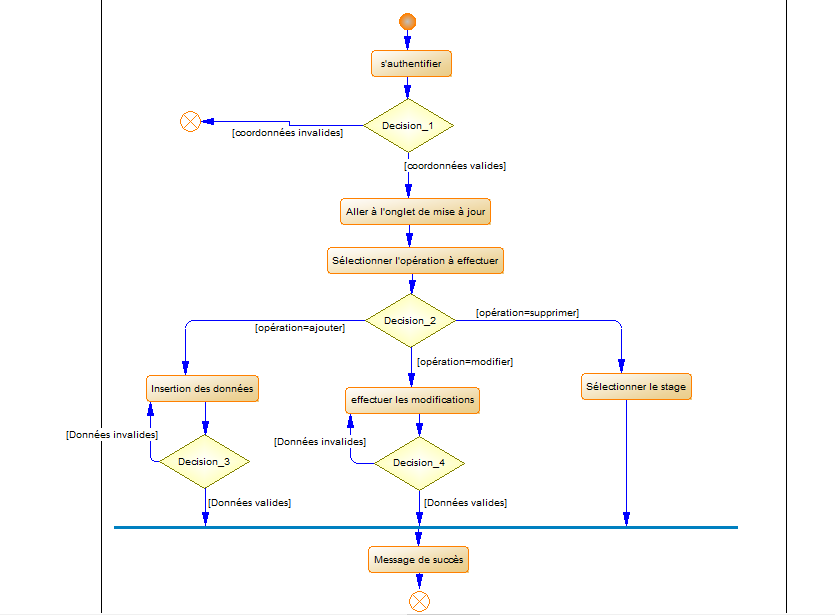 s'authentifier
Decision_1
[coordonnées invalides]
[coordonnées valides]
Aller à l'onglet de mise à jour
Sélectionner l'opération à effectuer
Decision_2
[opération=supprimer]
[opération=ajouter]
[opération=modifier]
Insertion des données
effectuer les modifications
Sélectionner le stage
[Données invalides]
[Données invalides]
Decision_3
Decision_4
[Données valides]
[Données valides]
Message de succès